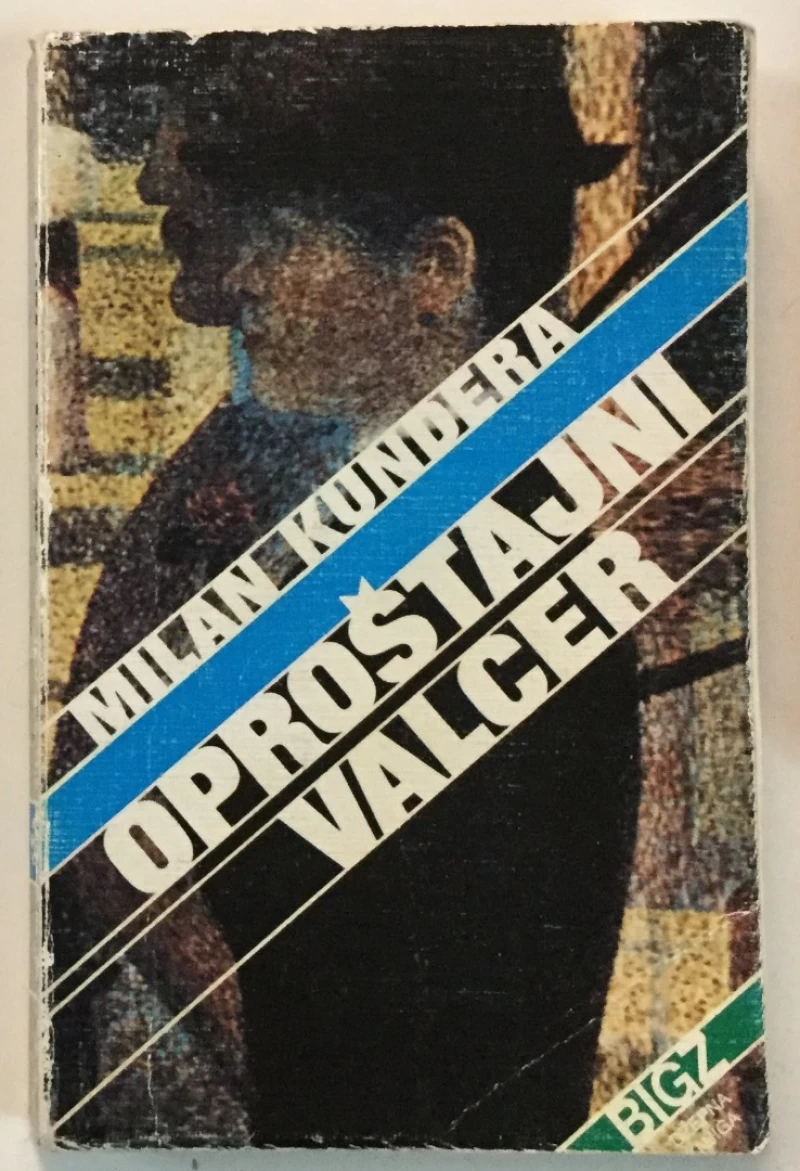 MILAN KUNDERA
OPROŠTAJNI
VALCER
BIGZ